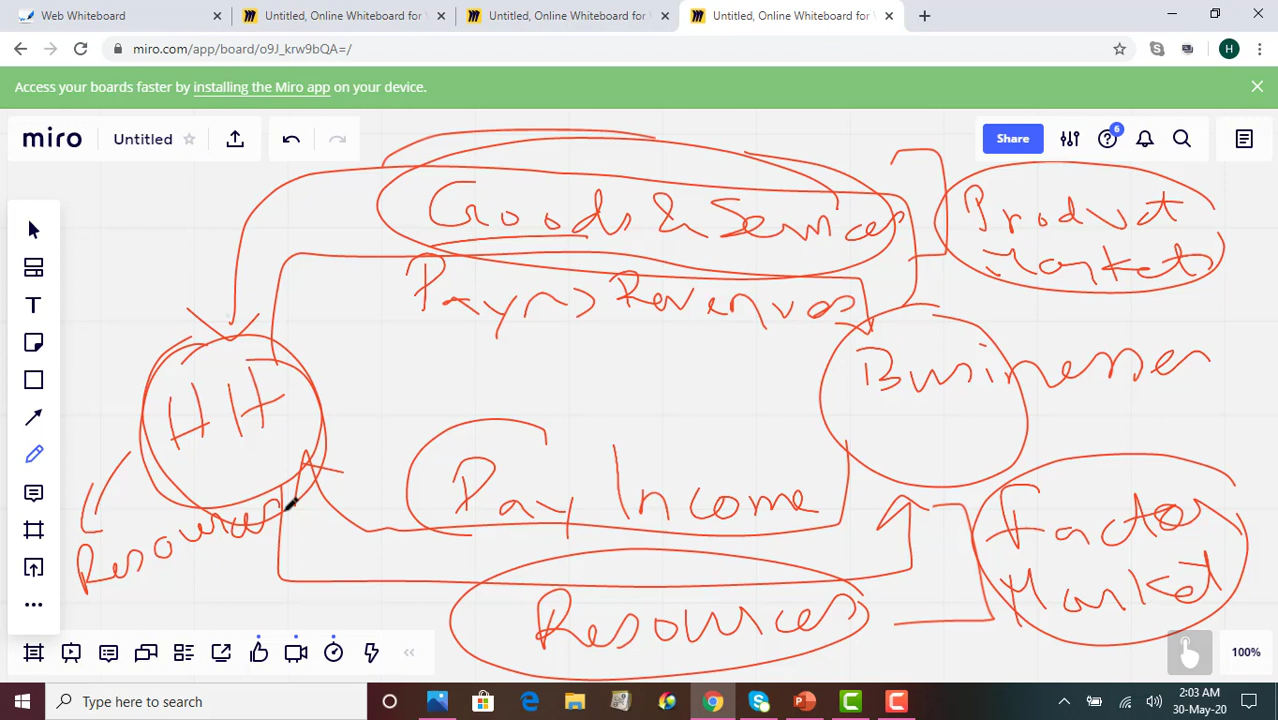 Web Whiteboard
Untitled, Online Whiteboard for
Untitled, Online Whiteboard for
Untitled, Online Whiteboard for
miro.com/app/board/o9J_krw9bQA=/
H
Access your boards faster by installing the Miro app on your device.
miro
Untitled
Share
6
Goods & Services
Product
Markets
Revenues
Businesses
HH
Pay Income
Resources
Factor
Market
Resources
100%
Type here to search
2:03 AM
30-May-20